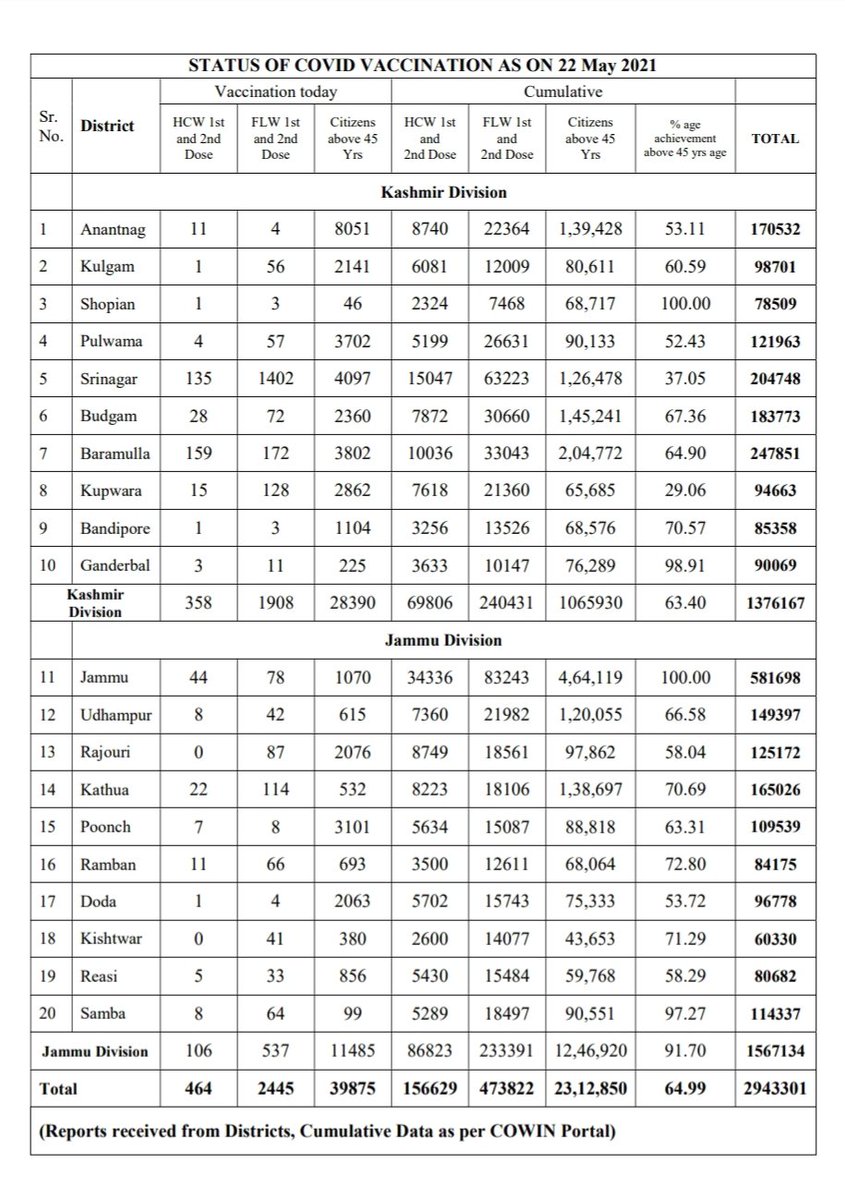 STATUS OF COVID VACCINATION AS ON 22 May 2021
Sr. No. District Vaccination today Cumulative
HCW 1st and 2nd Dose FLW 1st and 2nd Dose Citizens above 45 Yrs HCW 1st and 2nd Dose FLW 1st and 2nd Dose Citizens above 45 Yrs % age achievement above 45 yrs age TOTAL
Kashmir Division
1 Anantnag 11 4 8051 8740 22364 1,39,428 53.11 170532
2 Kulgam 1 56 2141 6081 12009 80,611 60.59 98701
3 Shopian 1 3 46 2324 7468 68,717 100.00 78509
4 Pulwama 4 57 3702 5199 26631 90,133 52.43 121963
5 Srinagar 135 1402 4097 15047 63223 1,26,478 37.05 204748
6 Budgam 28 72 2360 7872 30660 1,45,241 67.36 183773
7 Baramulla 159 172 3802 10036 33043 2,04,772 64.90 247851
8 Kupwara 15 128 2862 7618 21360 65,685 29.06 94663
9 Bandipore 1 3 1104 3256 13526 68,576 70.57 85358
10 Ganderbal 3 11 225 3633 10147 76,289 98.91 90069
Kashmir Division 358 1908 28390 69806 240431 1065930 63.40 1376167
Jammu Division
11 Jammu 44 78 1070 34336 83243 4,64,119 100.00 581698
12 Udhampur 8 42 615 7360 21982 1,20,055 66.58 149397
13 Rajouri 0 87 2076 8749 18561 97,862 58.04 125172
14 Kathua 22 114 532 8223 18106 1,38,697 70.69 165026
15 Poonch 7 8 3101 5634 15087 88,818 63.31 109539
16 Ramban 11 66 693 3500 12611 68,064 72.80 84175
17 Doda 1 4 2063 5702 15743 75,333 53.72 96778
18 Kishtwar 0 41 380 2600 14077 43,653 71.29 60330
19 Reasi 5 33 856 5430 15484 59,768 58.29 80682
20 Samba 8 64 99 5289 18497 90,551 97.27 114337
Jammu Division 106 537 11485 86823 233391 12,46,920 91.70 1567134
Total 464 2445 39875 156629 473822 23,12,850 64.99 2943301
(Reports received from Districts, Cumulative Data as per COWIN Portal)